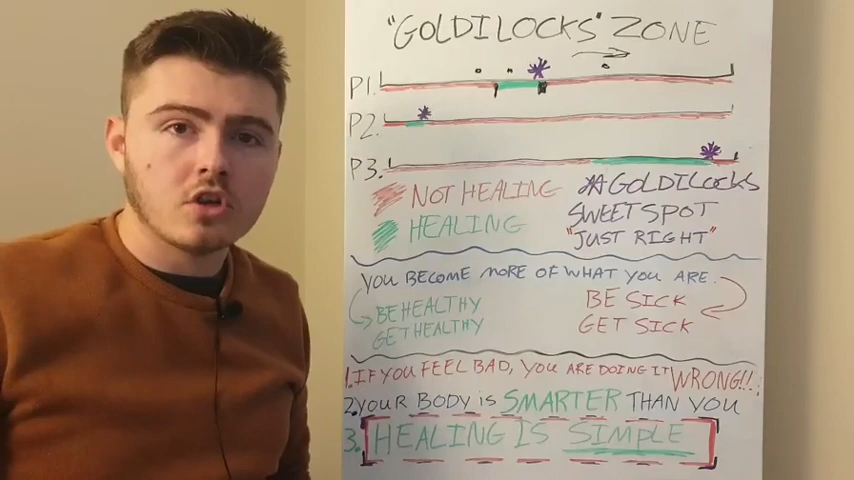 "GOLDILOCKS" ZONE
P1.
P2.
P3.
NOT HEALING
HEALING
*GOLDILOCKS
SWEET SPOT
"JUST RIGHT"
YOU BECOME MORE OF WHAT YOU ARE.
BE HEALTHY
GET HEALTHY
BE SICK
GET SICK
1. IF YOU FEEL BAD, YOU ARE DOING IT WRONG!!!
2. YOUR BODY IS SMARTER THAN YOU
3. HEALING IS SIMPLE